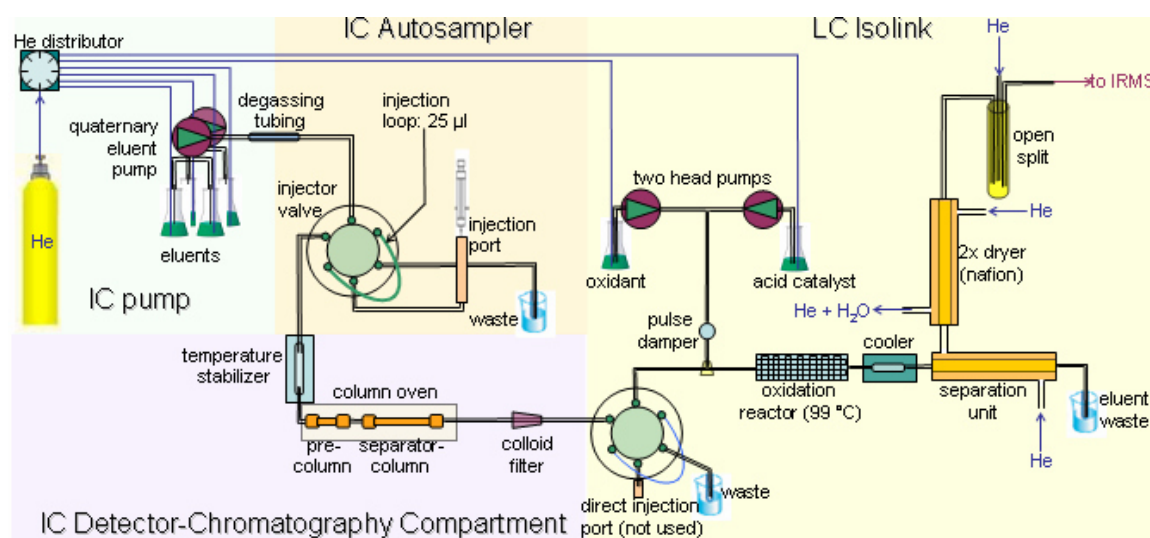 IC Autosampler
LC Isolink
He distributor
He
to IRMS
degassing
tubing
injection
loop: 25 µl
quaternary
eluent
pump
open
split
injector
valve
two head pumps
injection
port
He
He
eluents
2x dryer
(nafion)
oxidant
acid catalyst
IC pump
He + H₂O
waste
pulse
damper
cooler
temperature
stabilizer
column oven
oxidation
reactor (99 °C)
separation
unit
eluent
waste
pre-
column
separator-
column
colloid
filter
He
waste
direct injection
port (not used)
IC Detector-Chromatography Compartment